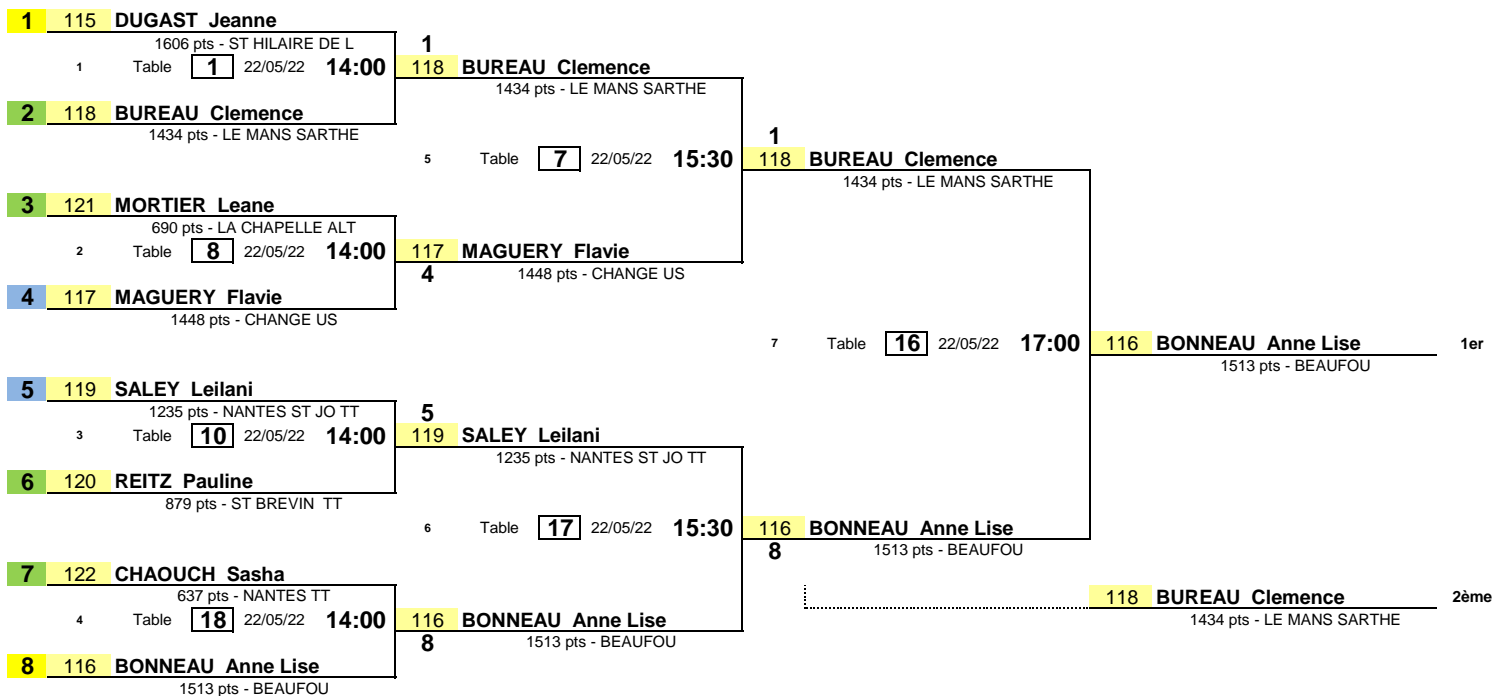 1 115 DUGAST Jeanne
1606 pts - ST HILAIRE DE L
1 Table 1 22/05/22 14:00
1
118 BUREAU Clemence
1434 pts - LE MANS SARTHE
2 118 BUREAU Clemence
1434 pts - LE MANS SARTHE
5 Table 7 22/05/22 15:30
1
118 BUREAU Clemence
1434 pts - LE MANS SARTHE
3 121 MORTIER Leane
690 pts - LA CHAPELLE ALT
2 Table 8 22/05/22 14:00
117 MAGUERY Flavie
4
1448 pts - CHANGE US
4 117 MAGUERY Flavie
1448 pts - CHANGE US
7 Table 16 22/05/22 17:00
116 BONNEAU Anne Lise 1er
1513 pts - BEAUFOU
5 119 SALEY Leilani
1235 pts - NANTES ST JO TT
3 Table 10 22/05/22 14:00
5
119 SALEY Leilani
1235 pts - NANTES ST JO TT
6 120 REITZ Pauline
879 pts - ST BREVIN TT
6 Table 17 22/05/22 15:30
116 BONNEAU Anne Lise
8
1513 pts - BEAUFOU
7 122 CHAOUCH Sasha
637 pts - NANTES TT
4 Table 18 22/05/22 14:00
116 BONNEAU Anne Lise
8
1513 pts - BEAUFOU
118 BUREAU Clemence 2ème
1434 pts - LE MANS SARTHE
8 116 BONNEAU Anne Lise
1513 pts - BEAUFOU